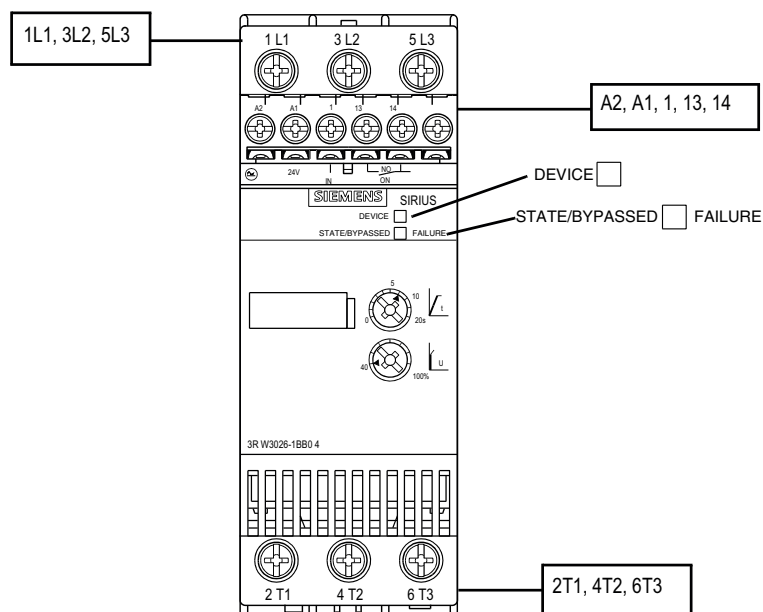 1L1, 3L2, 5L3
1 L1 3 L2 5 L3
A2 A1 1 13 14
A2, A1, 1, 13, 14
24V IN NO
ON
SIEMENS SIRIUS
DEVICE
STATE/BYPASSED FAILURE
DEVICE
STATE/BYPASSED FAILURE
5
0 10
20s t
40 100% U
3R W3026-1BB0 4
2 T1 4 T2 6 T3
2T1, 4T2, 6T3